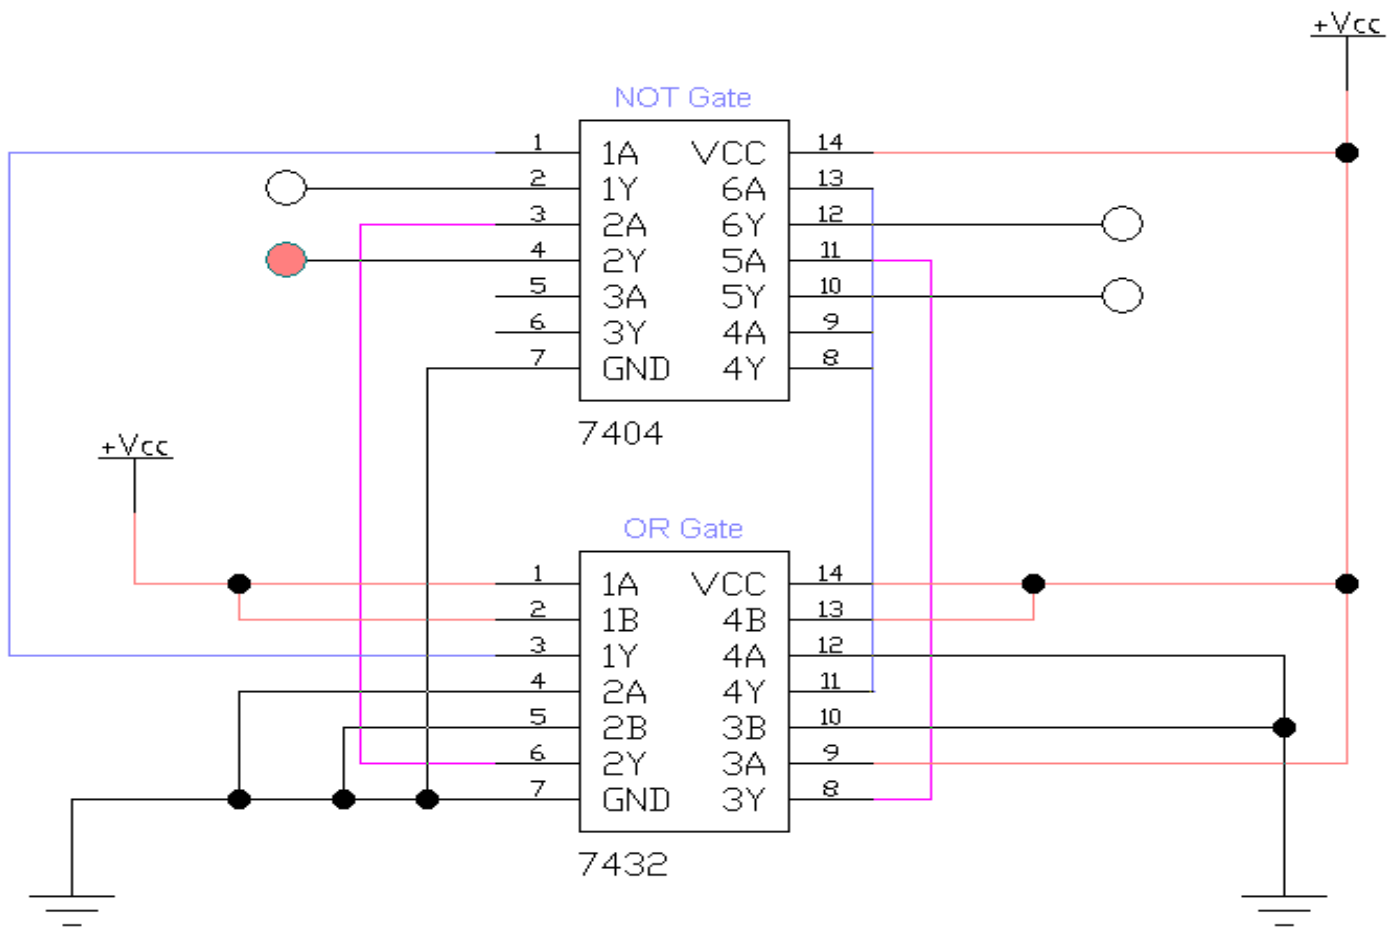 +Vcc
NOT Gate
1 1A VCC 14
2 1Y 6A 13
3 2A 6Y 12
4 2Y 5A 11
5 3A 5Y 10
6 3Y 4A 9
7 GND 4Y 8
7404
+Vcc
OR Gate
1 1A VCC 14
2 1B 4B 13
3 1Y 4A 12
4 2A 4Y 11
5 2B 3B 10
6 2Y 3A 9
7 GND 3Y 8
7432